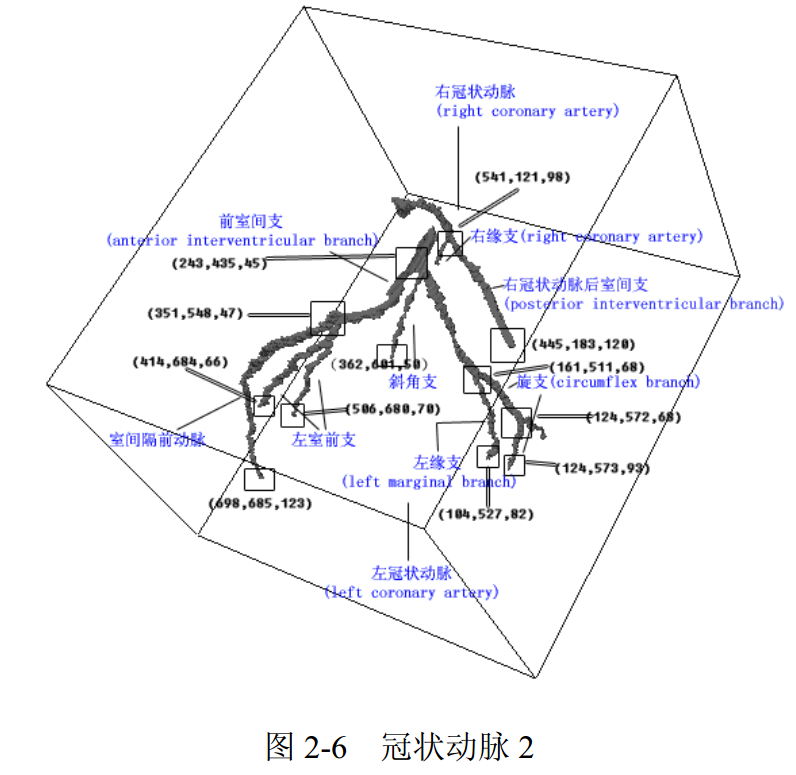 右冠状动脉
(right coronary artery)
(541,121,98)
前室间支
(anterior interventricular branch)
右缘支(right coronary artery)
(243,435,45)
右冠状动脉后室间支
(posterior interventricular branch)
(351,548,47)
(445,183,120)
(414,684,66)
(362,601,50)
(161,511,68)
斜角支
旋支(circumflex branch)
(506,680,70)
(124,572,68)
室间隔前动脉
左室前支
左缘支
(left marginal branch)
(124,573,93)
(698,685,123)
(104,527,82)
左冠状动脉
(left coronary artery)
图 2-6 冠状动脉 2